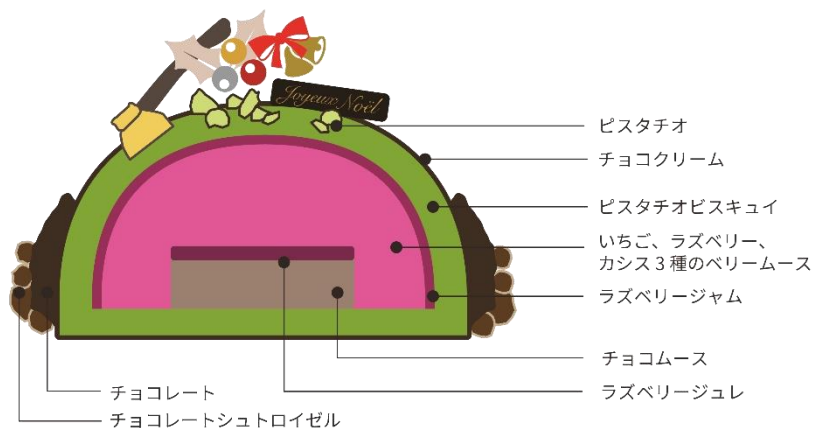 Joyeux Noël
ピスタチオ
チョコクリーム
ピスタチオビスキュイ
いちご、ラズベリー、
カシス 3 種のベリームース
ラズベリージャム
チョコムース
ラズベリージュレ
チョコレート
チョコレートシュトロイゼル